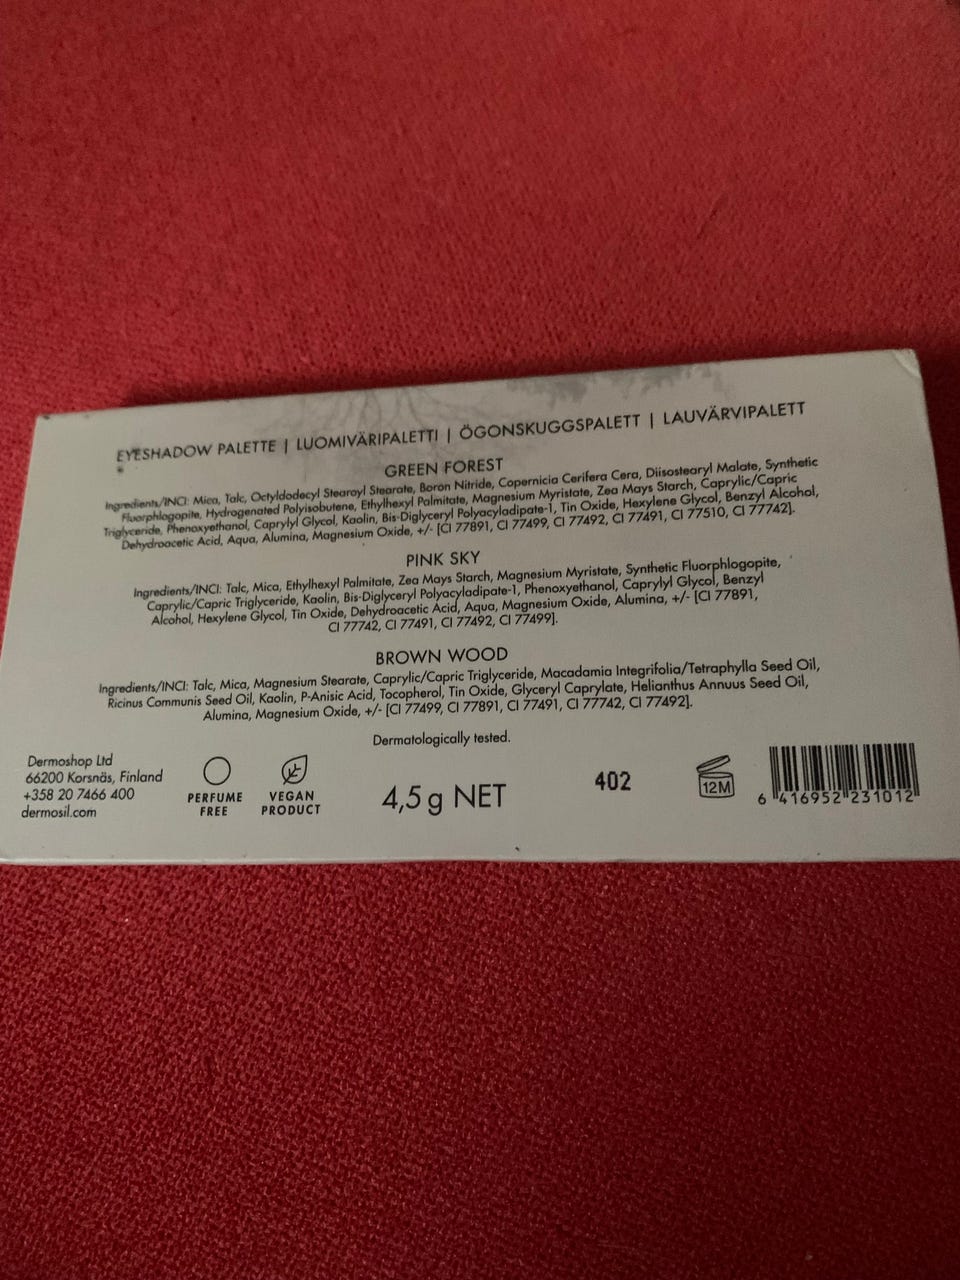 EYESHADOW PALETTE | LUOMIVÄRIPALETTI | ÖGONSKUGGSPALETT | LAUVÄRVIPALETT
GREEN FOREST
Ingredients/INCI: Mica, Talc, Octyldodecyl Stearoyl Stearate, Boron Nitride, Copernicia Cerifera Cera, Diisostearyl Malate, Synthetic
Fluorphlogopite, Hydrogenated Polyisobutene, Ethylhexyl Palmitate, Magnesium Myristate, Zea Mays Starch, Caprylic/Capric
Triglyceride, Phenoxyethanol, Caprylyl Glycol, Kaolin, Bis-Diglyceryl Polyacyladipate-1, Tin Oxide, Hexylene Glycol, Benzyl Alcohol,
Dehydroacetic Acid, Aqua, Alumina, Magnesium Oxide, +/- [CI 77891, CI 77499, CI 77492, CI 77491, CI 77510, CI 77742].
PINK SKY
Ingredients/INCI: Talc, Mica, Ethylhexyl Palmitate, Zea Mays Starch, Magnesium Myristate, Synthetic Fluorphlogopite,
Caprylic/Capric Triglyceride, Kaolin, Bis-Diglyceryl Polyacyladipate-1, Phenoxyethanol, Caprylyl Glycol, Benzyl
Alcohol, Hexylene Glycol, Tin Oxide, Dehydroacetic Acid, Aqua, Magnesium Oxide, Alumina, +/- [CI 77891,
CI 77742, CI 77491, CI 77492, CI 77499].
BROWN WOOD
Ingredients/INCI: Talc, Mica, Magnesium Stearate, Caprylic/Capric Triglyceride, Macadamia Integrifolia/Tetraphylla Seed Oil,
Ricinus Communis Seed Oil, Kaolin, P-Anisic Acid, Tocopherol, Tin Oxide, Glyceryl Caprylate, Helianthus Annuus Seed Oil,
Alumina, Magnesium Oxide, +/- [CI 77499, CI 77891, CI 77491, CI 77742, CI 77492].
Dermatologically tested.
Dermoshop Ltd
66200 Korsnäs, Finland
+358 20 7466 400
dermosil.com
PERFUME
FREE
VEGAN
PRODUCT
4,5 g NET
402
12M
6 416952 231012